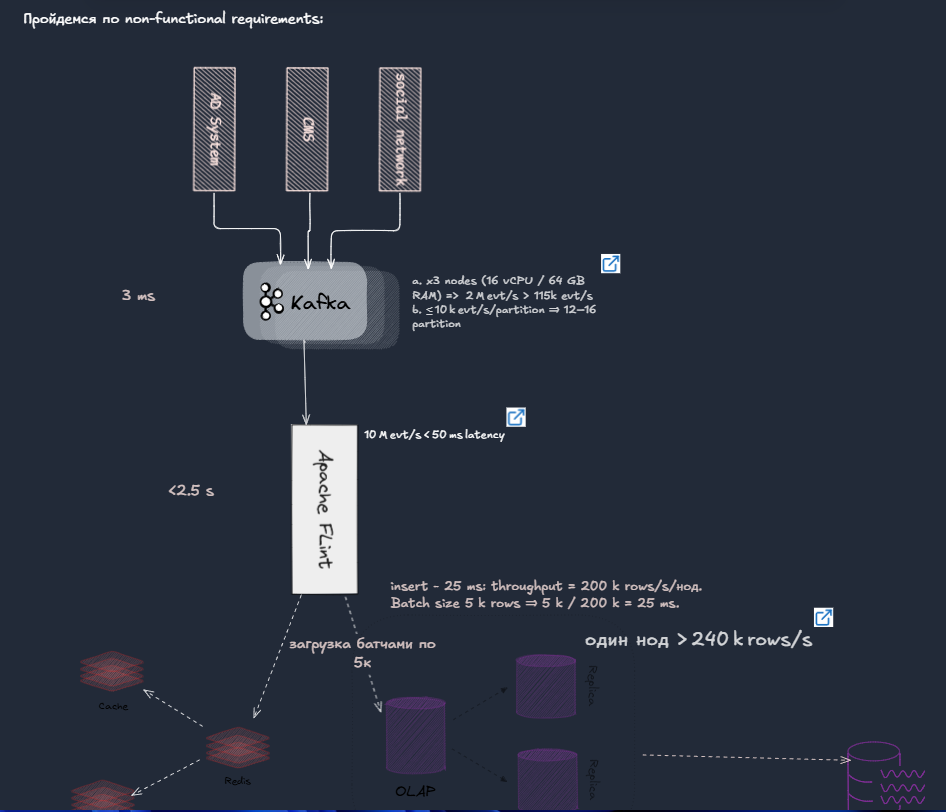 Пройдемся по non-functional requirements:
AD System
CMS
social network
3 ms
Kafka
a. x3 nodes (16 vCPU / 64 GB
RAM) => 2 M evt/s > 115k evt/s
b. ≤10 k evt/s/partition ⇒ 12–16
partition
10 M evt/s < 50 ms latency
<2.5 s
Apache FLint
insert - 25 ms: throughput = 200 k rows/s/нод.
Batch size 5 k rows ⇒ 5 k / 200 k = 25 ms.
загрузка батчами по
5к
один нод > 240 k rows/s
Cache
Redis
OLAP
Replica
Replica